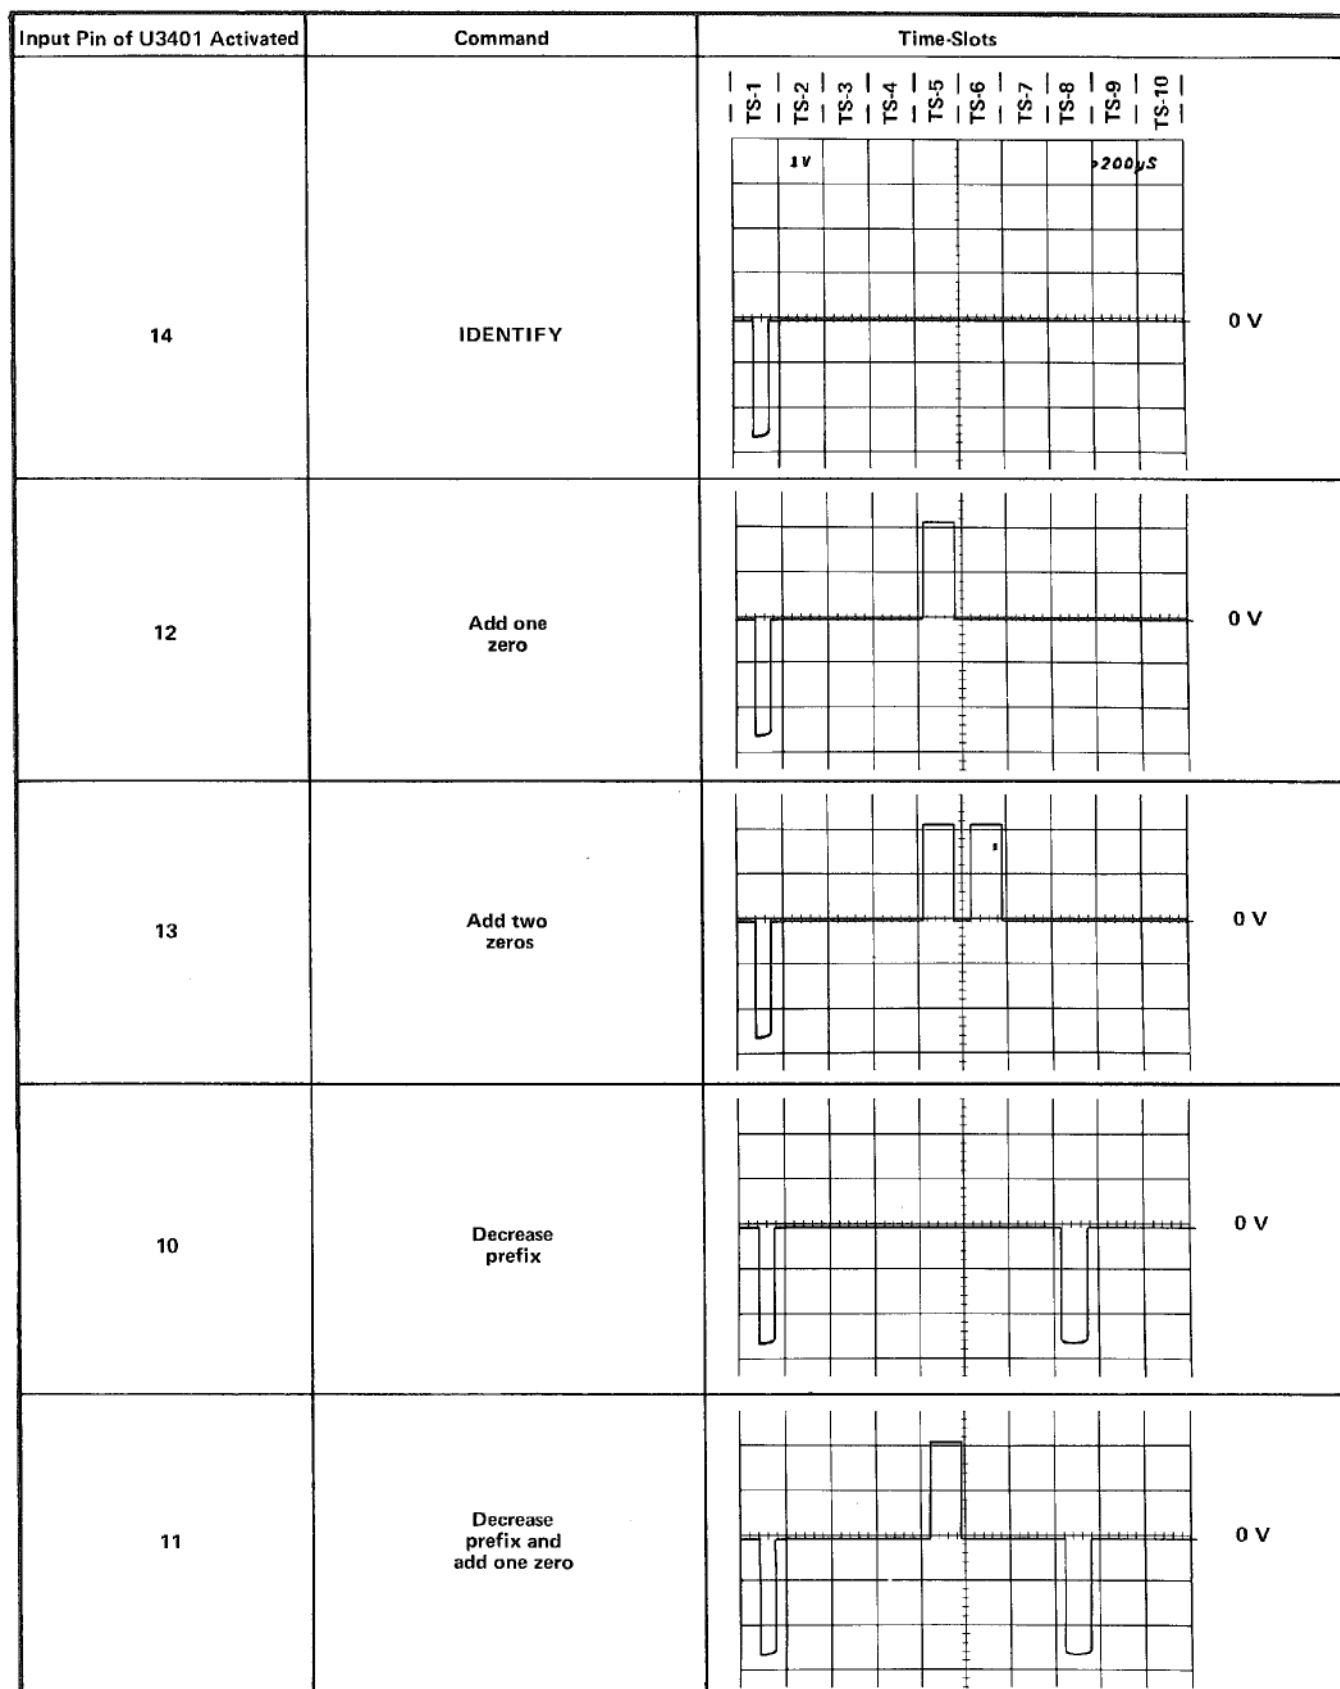 Input Pin of U3401 Activated
Command
Time-Slots
TS-1
TS-2
TS-3
TS-4
TS-5
TS-6
TS-7
TS-8
TS-9
TS-10
1V
>200µS
14
IDENTIFY
0 V
12
Add one
zero
0 V
13
Add two
zeros
0 V
10
Decrease
prefix
0 V
11
Decrease
prefix and
add one zero
0 V